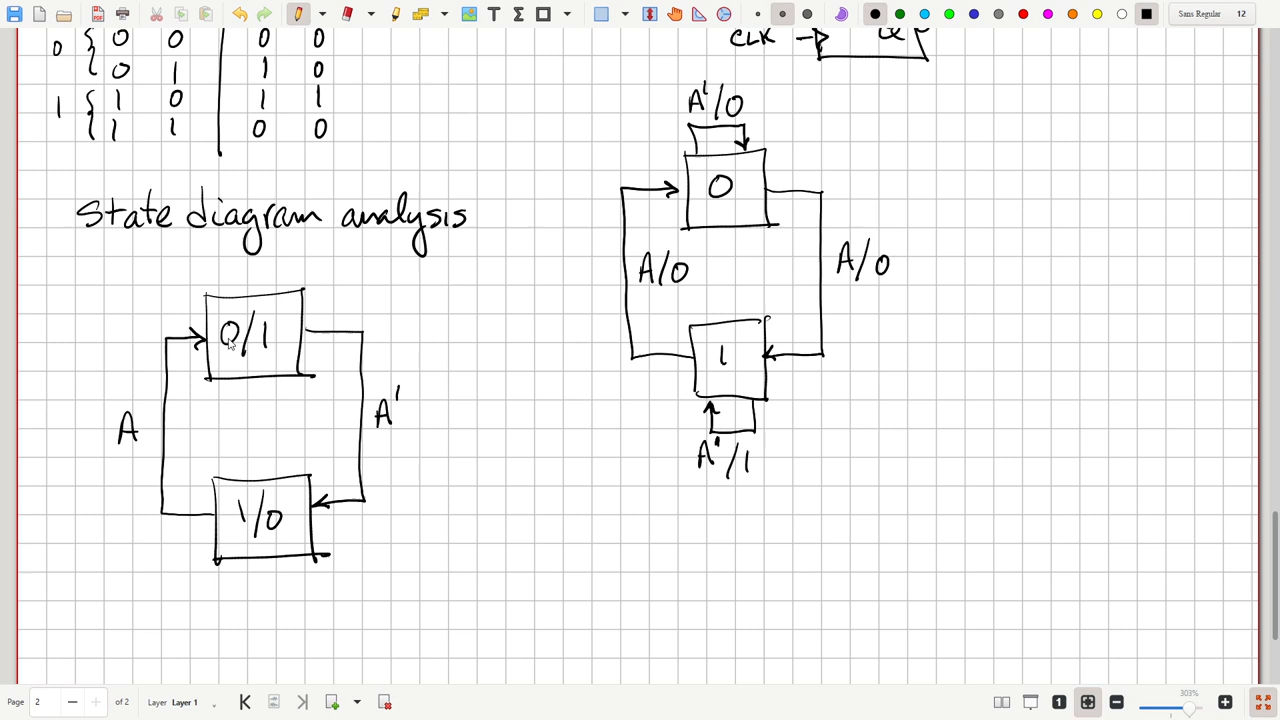 Sans Regular 12
0 0 0 0 0
0 1 1 0
1 1 0 1 1
1 1 0 0
CLK
A'/0
0
A/0
A/0
1
A'/1
State diagram analysis
0/1
A
A'
1/0
Page 2 of 2 Layer Layer 1
303%